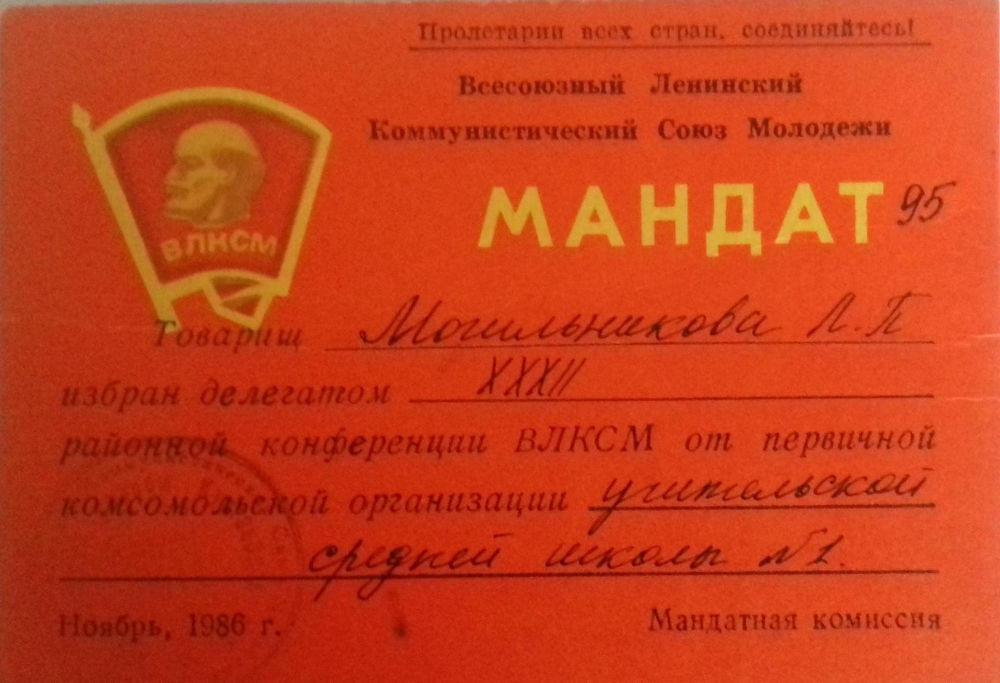 Пролетарии всех стран, соединяйтесь!
Всесоюзный Ленинский
Коммунистический Союз Молодежи
ВЛКСМ
МАНДАТ 95
Товарищ Могильникова Л.П
избран делегатом XXXII
районной конференции ВЛКСМ от первичной
комсомольской организации учительской
средней школы №1.
Ноябрь, 1986 г.
Мандатная комиссия